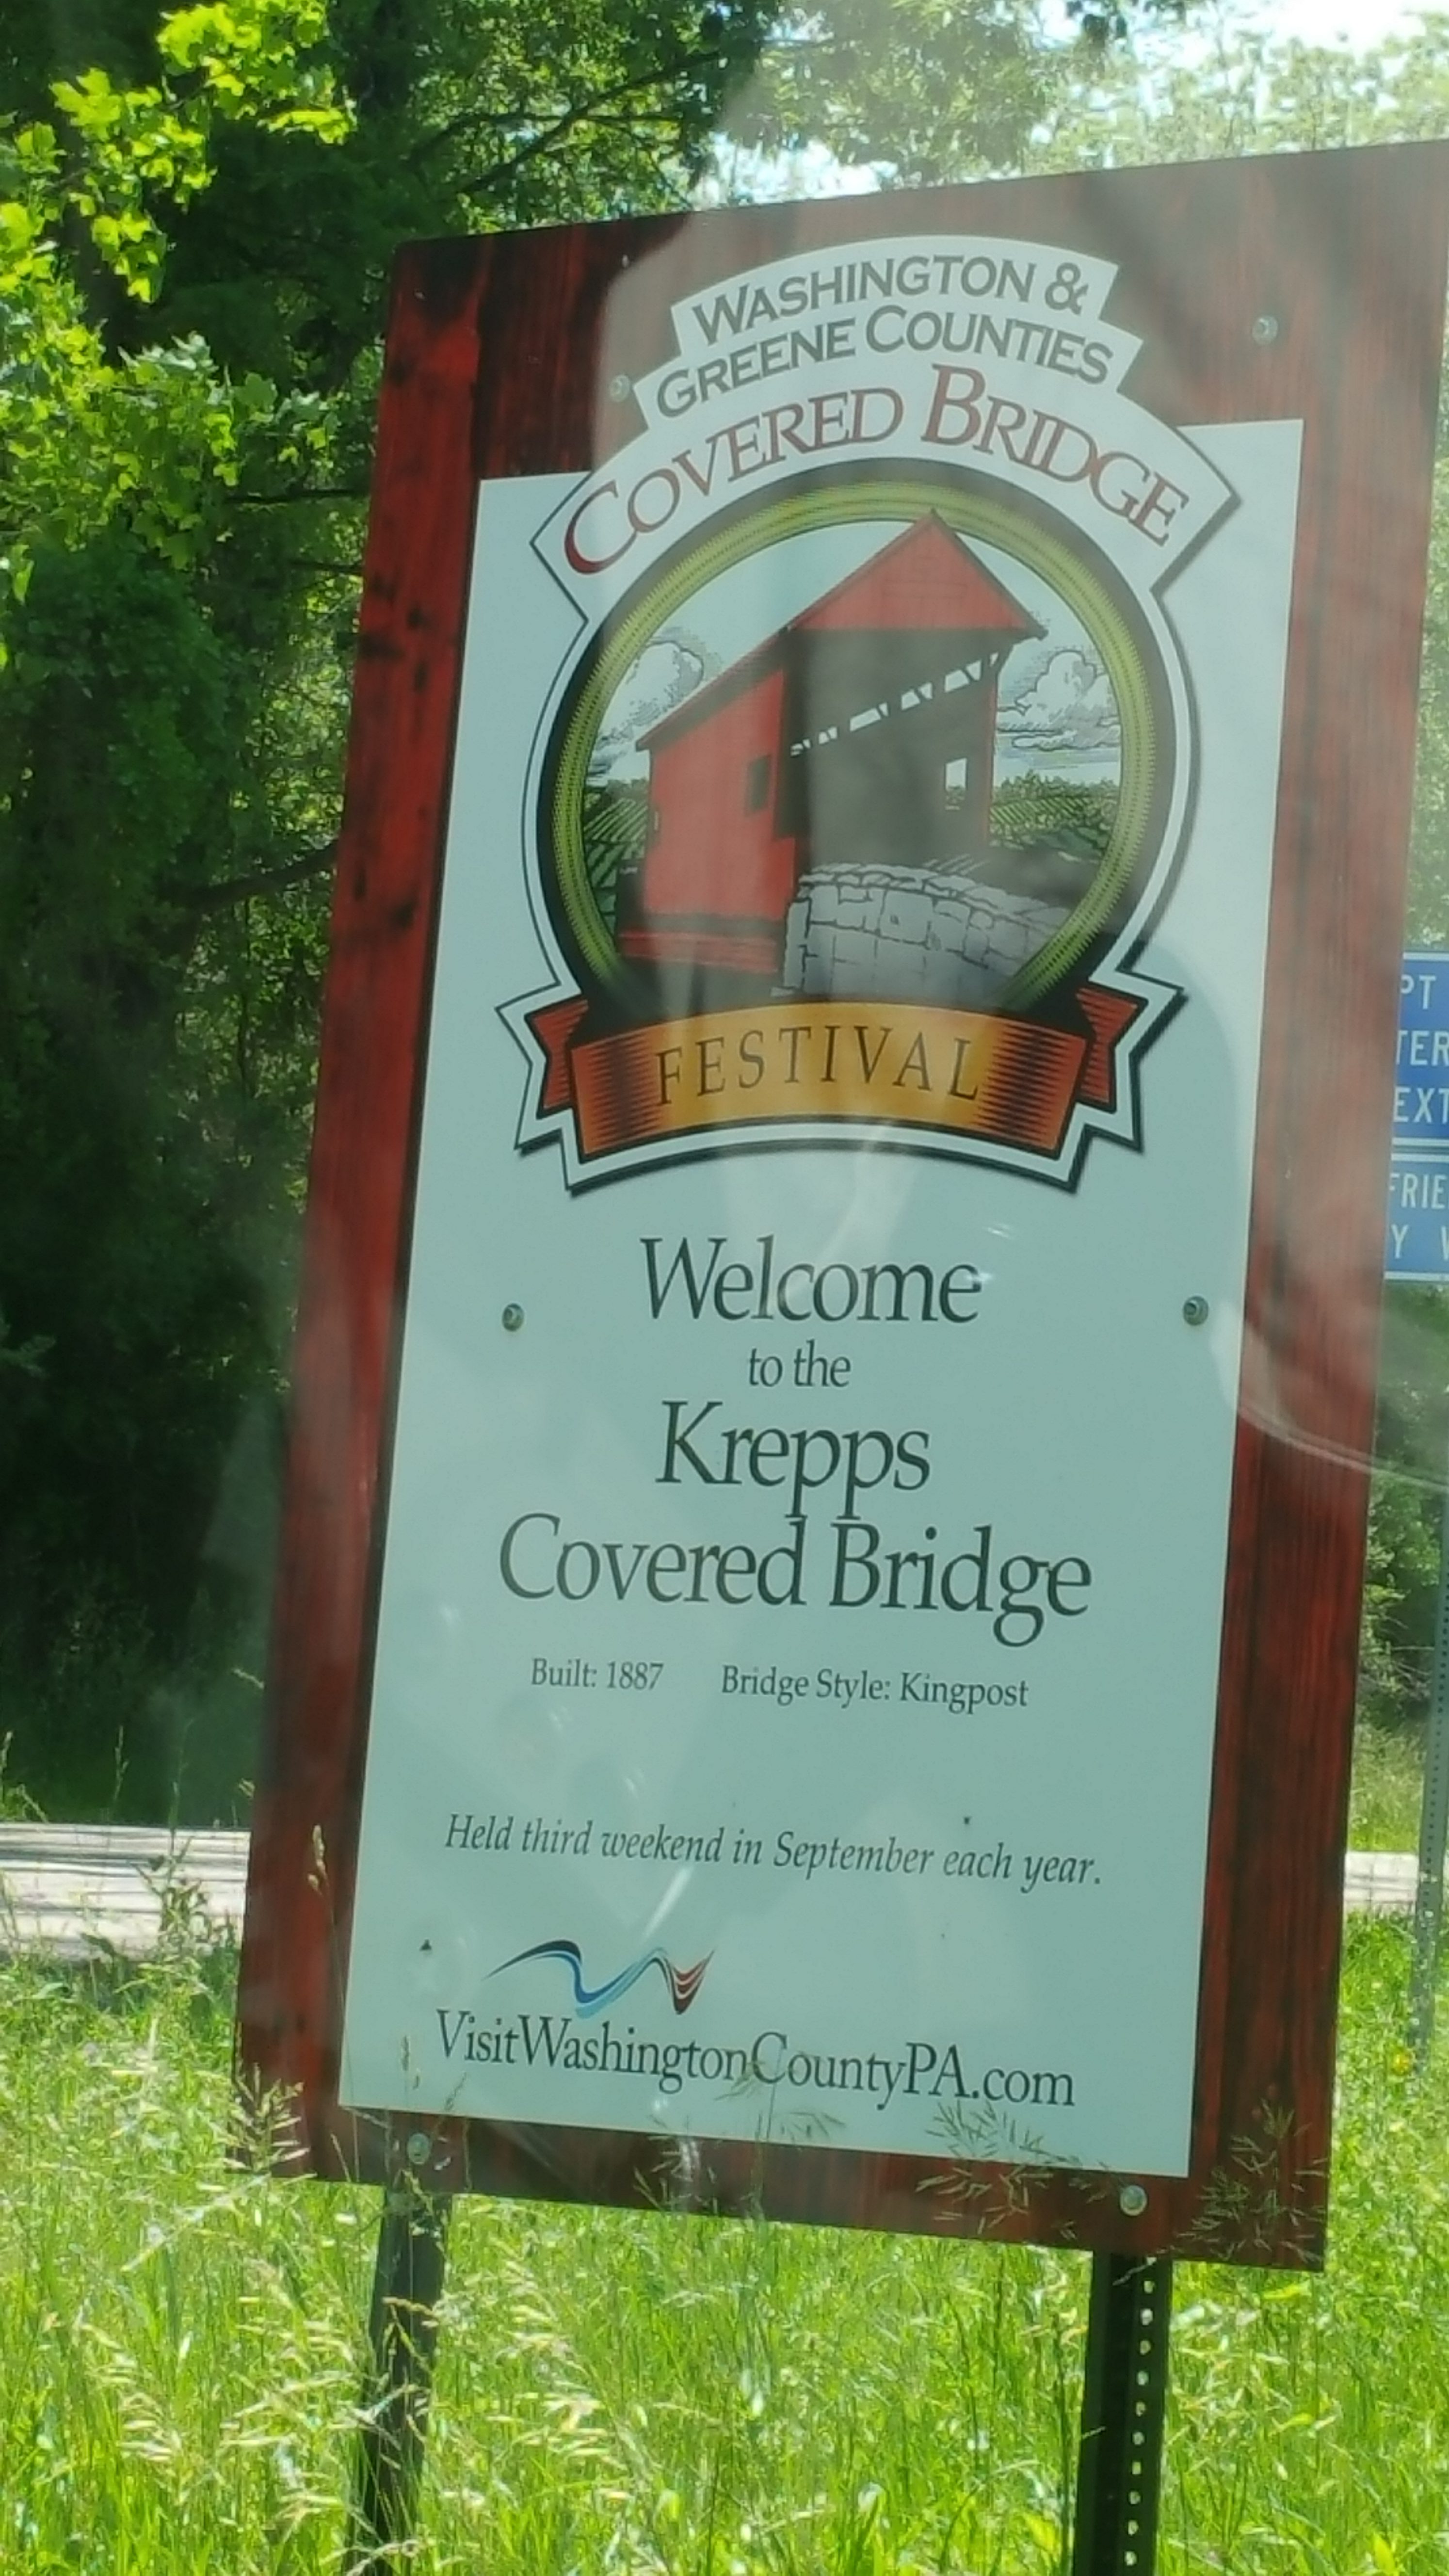 WASHINGTON &
GREENE COUNTIES
COVERED BRIDGE
FESTIVAL
Welcome
to the
Krepps
Covered Bridge
Built: 1887 Bridge Style: Kingpost
Held third weekend in September each year.
VisitWashingtonCountyPA.com